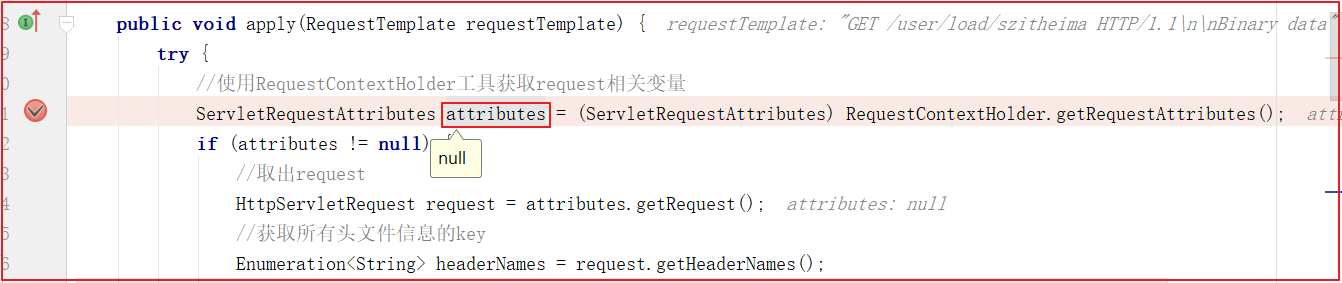 8 public void apply(RequestTemplate requestTemplate) { requestTemplate: "GET /user/load/szitheima HTTP/1.1\n\nBinary data"
9 try {
0 //使用RequestContextHolder工具获取request相关变量
1 ServletRequestAttributes attributes = (ServletRequestAttributes) RequestContextHolder.getRequestAttributes(); att
2 if (attributes != null)
null
3 //取出request
4 HttpServletRequest request = attributes.getRequest(); attributes: null
5 //获取所有头文件信息的key
6 Enumeration<String> headerNames = request.getHeaderNames();